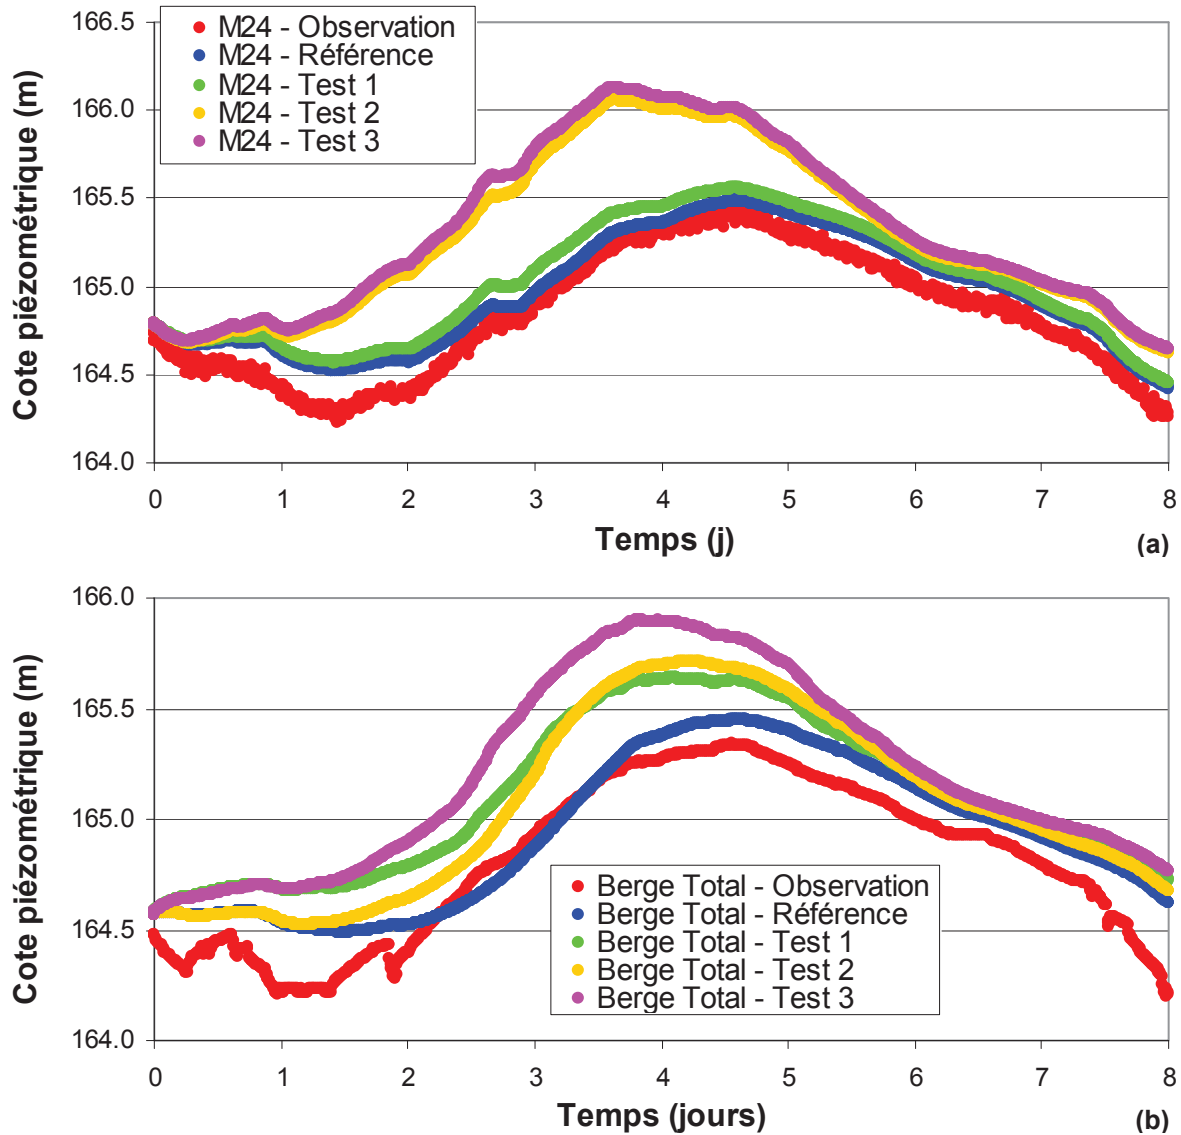 166.5
166.0
165.5
165.0
164.5
164.0
Cote piézométrique (m)
M24 - Observation
M24 - Référence
M24 - Test 1
M24 - Test 2
M24 - Test 3
0 1 2 3 4 5 6 7 8
Temps (j)
(a)
166.0
165.5
165.0
164.5
164.0
Cote piézométrique (m)
Berge Total - Observation
Berge Total - Référence
Berge Total - Test 1
Berge Total - Test 2
Berge Total - Test 3
0 1 2 3 4 5 6 7 8
Temps (jours)
(b)